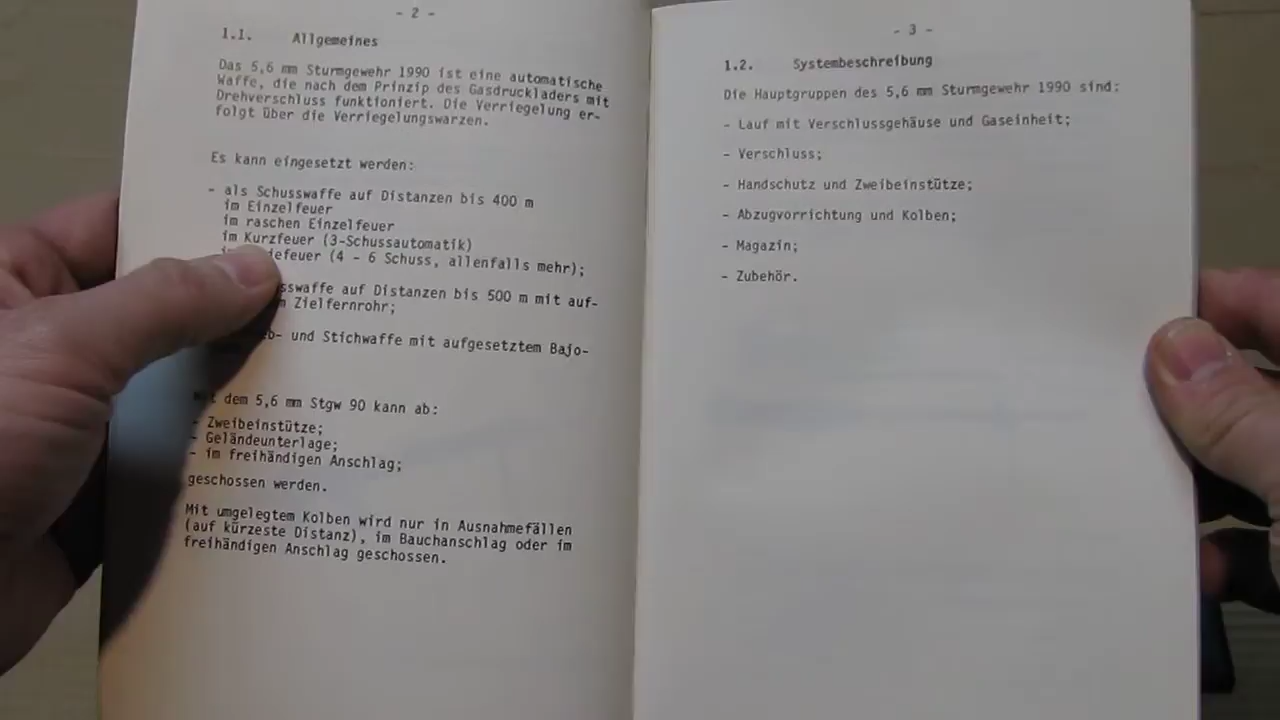 - 2 -
1.1. Allgemeines
Das 5,6 mm Sturmgewehr 1990 ist eine automatische
Waffe, die nach dem Prinzip des Gasdruckladers mit
Drehverschluss funktioniert. Die Verriegelung er-
folgt über die Verriegelungswarzen.
Es kann eingesetzt werden:
- als Schusswaffe auf Distanzen bis 400 m
im Einzelfeuer
im raschen Einzelfeuer
im Kurzfeuer (3-Schussautomatik)
(4 - 6 Schuss, allenfalls mehr);
auf Distanzen bis 500 m mit auf-
Zielfernrohr;
und Stichwaffe mit aufgesetztem Bajo-
dem 5,6 mm Stgw 90 kann ab:
- Zweibeinstütze;
- Geländeunterlage;
- im freihändigen Anschlag;
geschossen werden.
Mit umgelegtem Kolben wird nur in Ausnahmefällen
(auf kürzeste Distanz), im Bauchanschlag oder im
freihändigen Anschlag geschossen.
- 3 -
1.2. Systembeschreibung
Die Hauptgruppen des 5,6 mm Sturmgewehr 1990 sind:
- Lauf mit Verschlussgehäuse und Gaseinheit;
- Verschluss;
- Handschutz und Zweibeinstütze;
- Abzugvorrichtung und Kolben;
- Magazin;
- Zubehör.